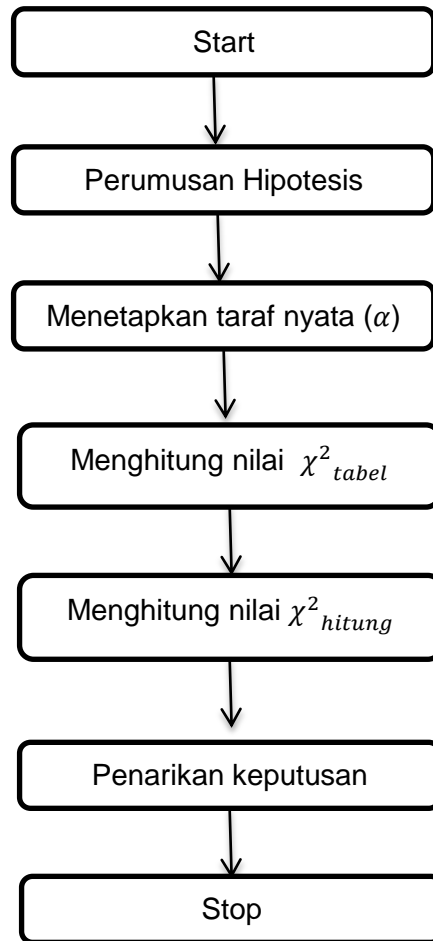 Start
Perumusan Hipotesis
Menetapkan taraf nyata (α)
Menghitung nilai χ²tabel
Menghitung nilai χ²hitung
Penarikan keputusan
Stop